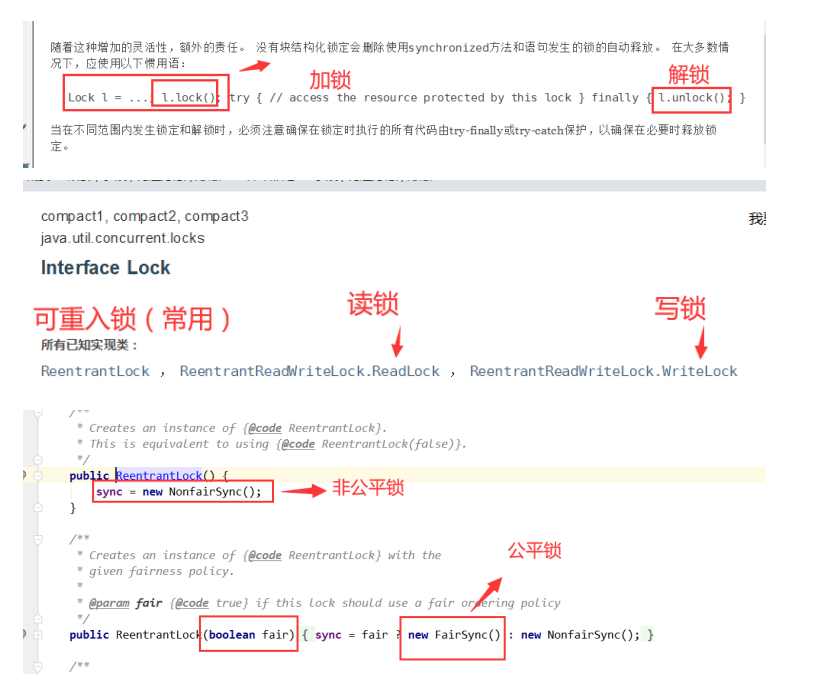 随着这种增加的灵活性，额外的责任。 没有块结构化锁定会删除使用synchronized方法和语句发生的锁的自动释放。 在大多数情
况下，应使用以下惯用语：
加锁
解锁
Lock l = ...; l.lock(); try { // access the resource protected by this lock } finally { l.unlock(); }
当在不同范围内发生锁定和解锁时，必须注意确保在锁定时执行的所有代码由try-finally或try-catch保护，以确保在必要时释放锁
定。
compact1, compact2, compact3
java.util.concurrent.locks
Interface Lock
可重入锁（常用）
读锁
写锁
所有已知实现类：
ReentrantLock ， ReentrantReadWriteLock.ReadLock ， ReentrantReadWriteLock.WriteLock
/**
* Creates an instance of {@code ReentrantLock}.
* This is equivalent to using {@code ReentrantLock(false)}.
*/
public ReentrantLock() {
sync = new NonfairSync();
非公平锁
}
/**
* Creates an instance of {@code ReentrantLock} with the
* given fairness policy.
公平锁
*
* @param fair {@code true} if this lock should use a fair ordering policy
*/
public ReentrantLock(boolean fair) { sync = fair ? new FairSync() : new NonfairSync(); }
/**